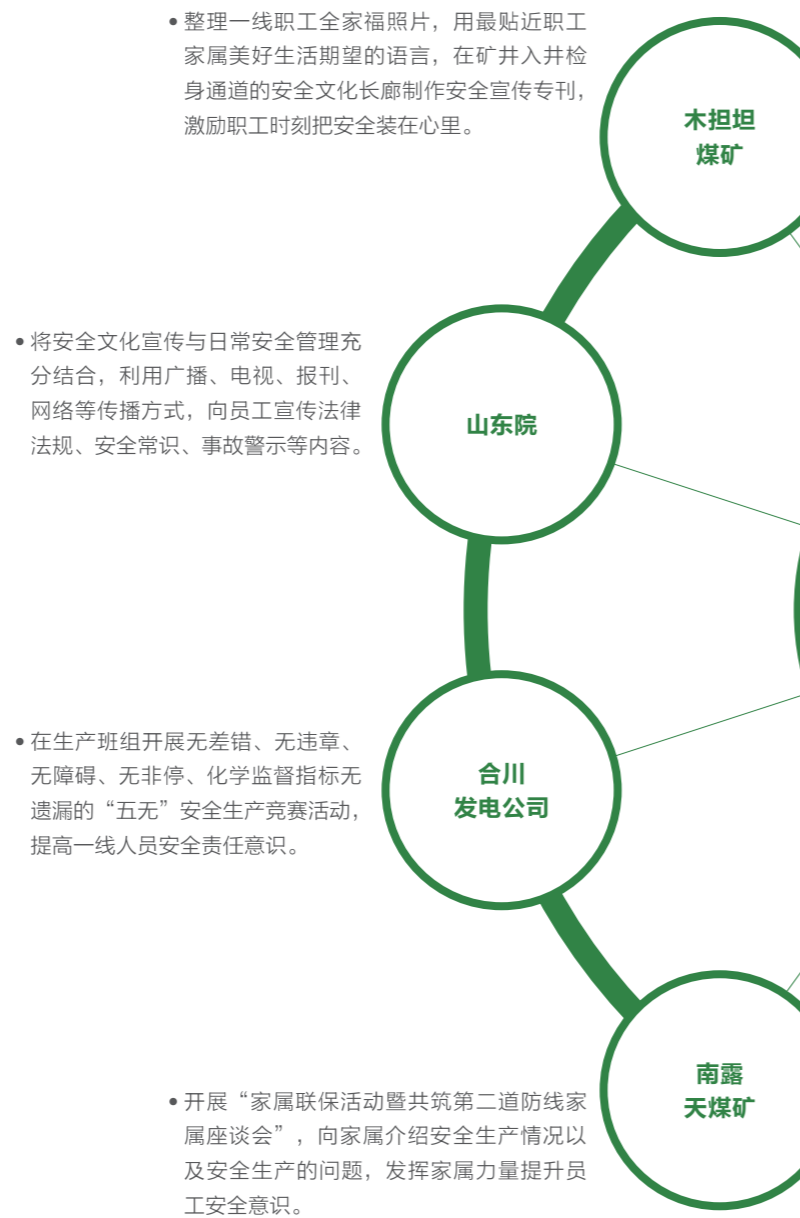 • 整理一线职工全家福照片，用最贴近职工
家属美好生活期望的语言，在矿井入井检
身通道的安全文化长廊制作安全宣传专刊，
激励职工时刻把安全装在心里。
木担坦
煤矿
• 将安全文化宣传与日常安全管理充
分结合，利用广播、电视、报刊、
网络等传播方式，向员工宣传法律
法规、安全常识、事故警示等内容。
山东院
• 在生产班组开展无差错、无违章、
无障碍、无非停、化学监督指标无
遗漏的“五无”安全生产竞赛活动，
提高一线人员安全责任意识。
合川
发电公司
• 开展“家属联保活动暨共筑第二道防线家
属座谈会”，向家属介绍安全生产情况以
及安全生产的问题，发挥家属力量提升员
工安全意识。
南露
天煤矿